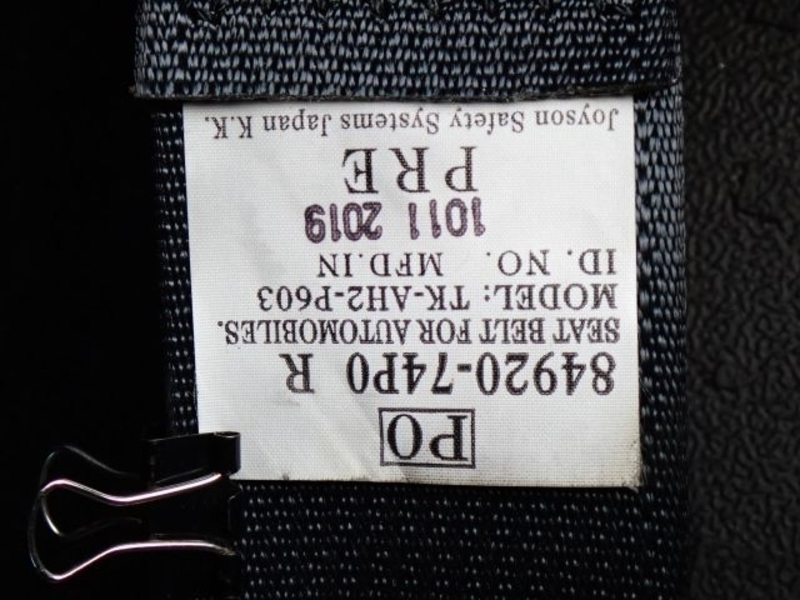 PO
84920-74P0 R
SEAT BELT FOR AUTOMOBILES.
MODEL: TK-AH2-P603
ID. NO. MFD.IN
1011 2019
PRE
Joyson Safety Systems Japan K.K.